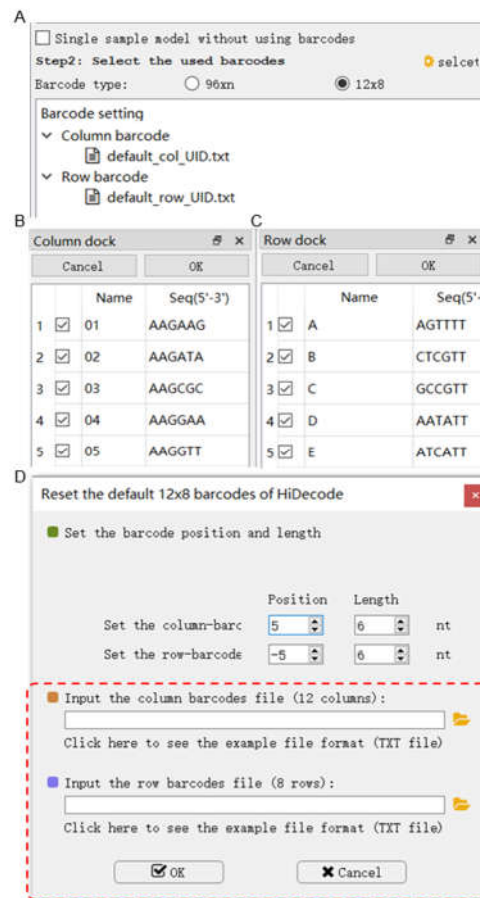 A
Single sample model without using barcodes
Step2: Select the used barcodes selcet
Barcode type: 96xn 12x8
Barcode setting
Column barcode
default_col_UID.txt
Row barcode
default_row_UID.txt
B
Column dock
Cancel OK
Name Seq(5'-3')
1 01 AAGAAG
2 02 AAGATA
3 03 AAGCGC
4 04 AAGGAA
5 05 AAGGTT
C
Row dock
Cancel OK
Name Seq(5'-
1 A AGTTTT
2 B CTCGTT
3 C GCCGTT
4 D AATATT
5 E ATCATT
D
Reset the default 12x8 barcodes of HiDecode
Set the barcode position and length
Position Length
Set the column-barc 5 6 nt
Set the row-barcode -5 6 nt
Input the column barcodes file (12 columns):
Click here to see the example file format (TXT file)
Input the row barcodes file (8 rows):
Click here to see the example file format (TXT file)
OK Cancel